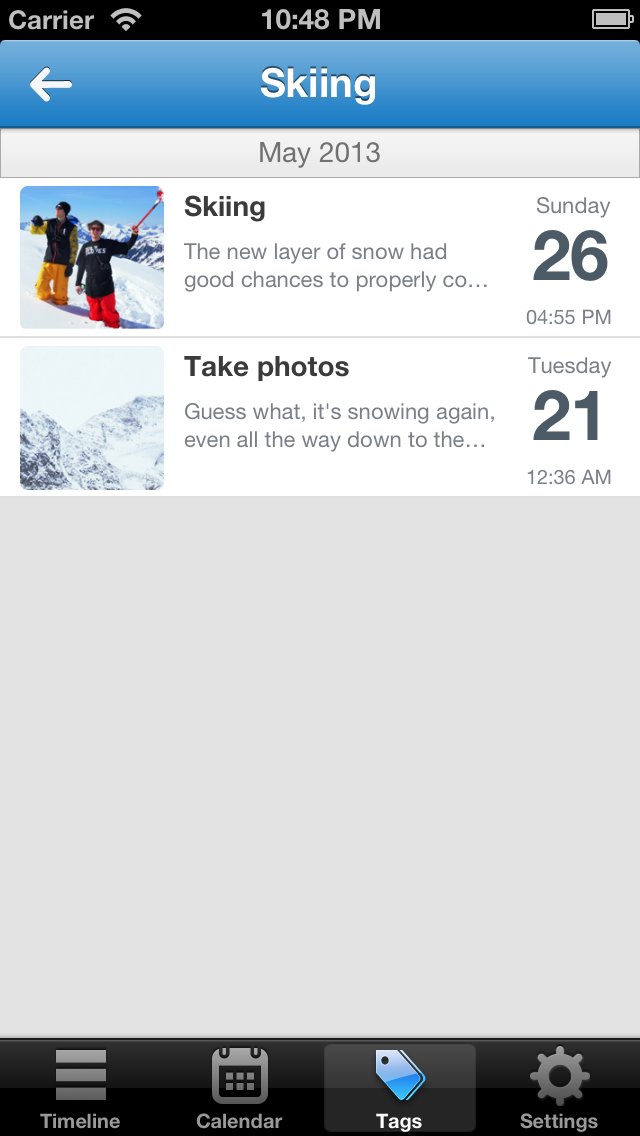 Carrier 10:48 PM
Skiing
May 2013
Skiing
The new layer of snow had
good chances to properly co…
Sunday
26
04:55 PM
Take photos
Guess what, it's snowing again,
even all the way down to the…
Tuesday
21
12:36 AM
Timeline Calendar Tags Settings